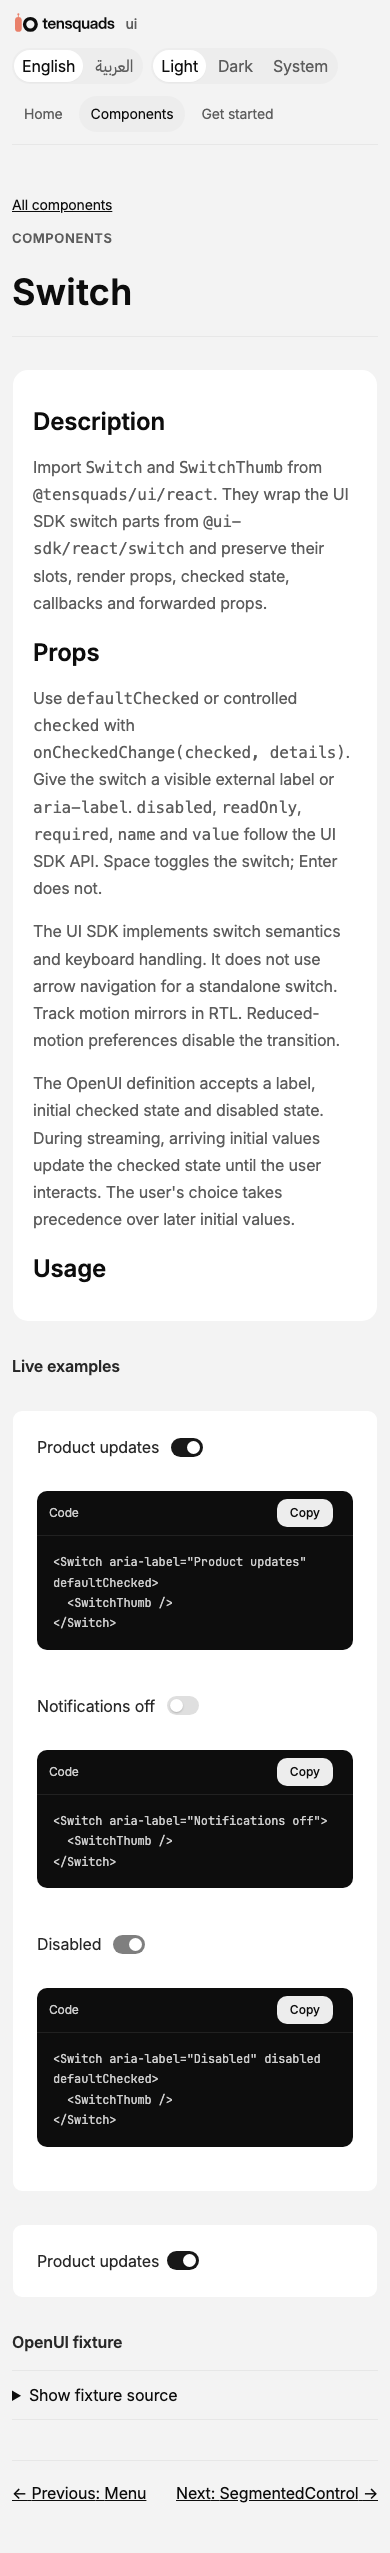 tensquads ui
English العربية Light Dark System
Home Components Get started
All components
COMPONENTS
Switch
Description
Import Switch and SwitchThumb from
@tensquads/ui/react. They wrap the UI
SDK switch parts from @ui-
sdk/react/switch and preserve their
slots, render props, checked state,
callbacks and forwarded props.
Props
Use defaultChecked or controlled
checked with
onCheckedChange(checked, details).
Give the switch a visible external label or
aria-label. disabled, readOnly,
required, name and value follow the UI
SDK API. Space toggles the switch; Enter
does not.
The UI SDK implements switch semantics
and keyboard handling. It does not use
arrow navigation for a standalone switch.
Track motion mirrors in RTL. Reduced-
motion preferences disable the transition.
The OpenUI definition accepts a label,
initial checked state and disabled state.
During streaming, arriving initial values
update the checked state until the user
interacts. The user's choice takes
precedence over later initial values.
Usage
Live examples
Product updates
Code Copy
<Switch aria-label="Product updates"
defaultChecked>
  <SwitchThumb />
</Switch>
Notifications off
Code Copy
<Switch aria-label="Notifications off">
  <SwitchThumb />
</Switch>
Disabled
Code Copy
<Switch aria-label="Disabled" disabled
defaultChecked>
  <SwitchThumb />
</Switch>
Product updates
OpenUI fixture
▶ Show fixture source
← Previous: Menu Next: SegmentedControl →